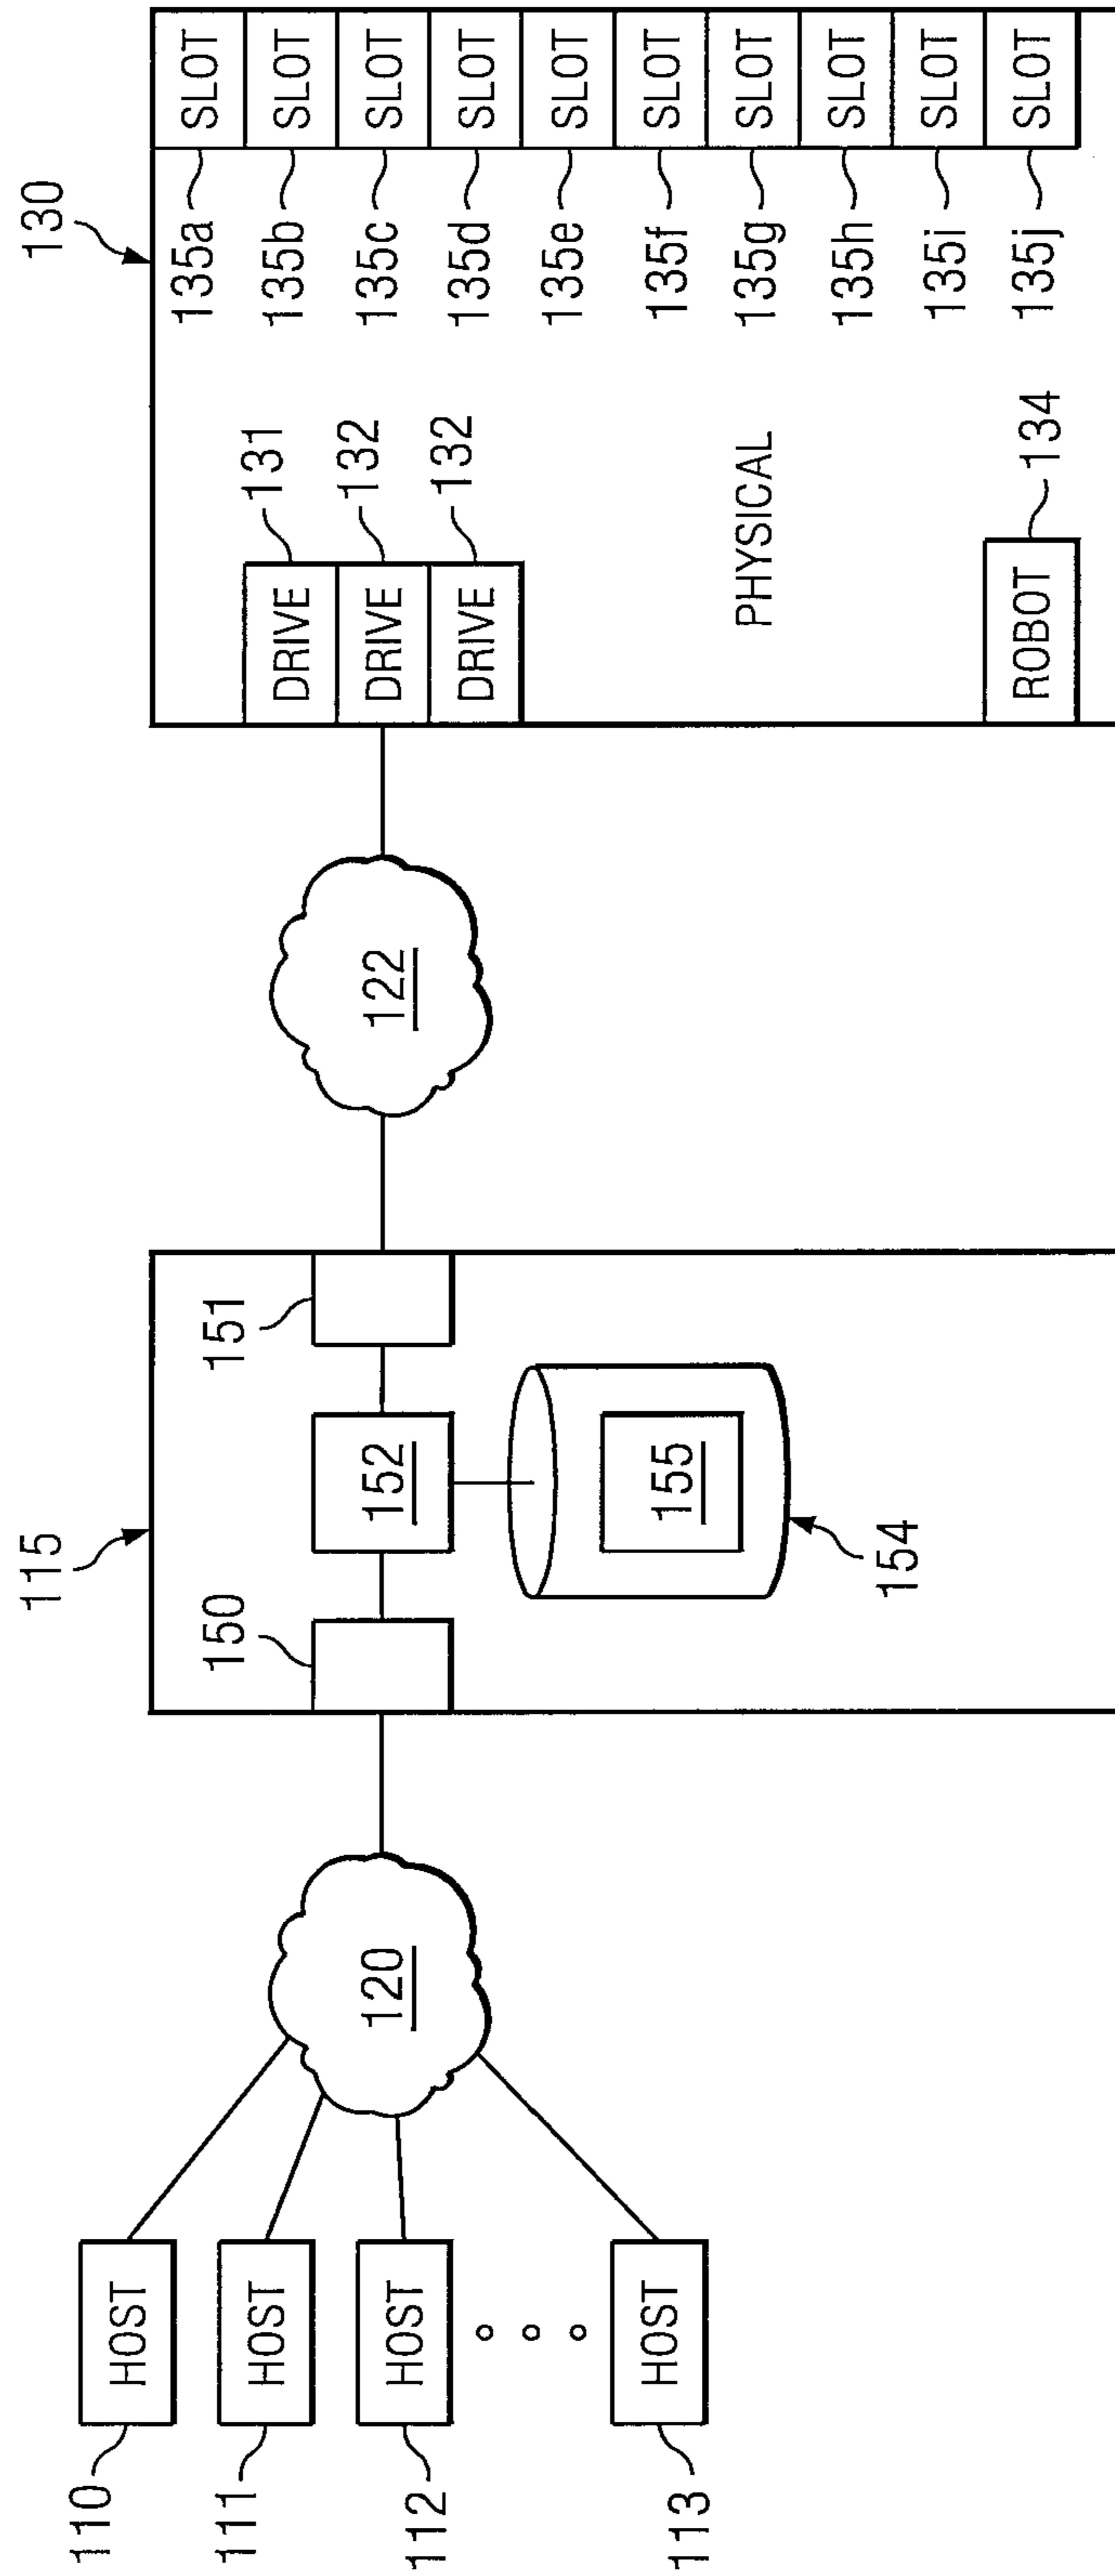 110
HOST
111
HOST
112
HOST
113
HOST
120
115
150
152
151
155
154
122
130
DRIVE
131
DRIVE
132
DRIVE
132
PHYSICAL
ROBOT
134
135a
SLOT
135b
SLOT
135c
SLOT
135d
SLOT
135e
SLOT
135f
SLOT
135g
SLOT
135h
SLOT
135i
SLOT
135j
SLOT